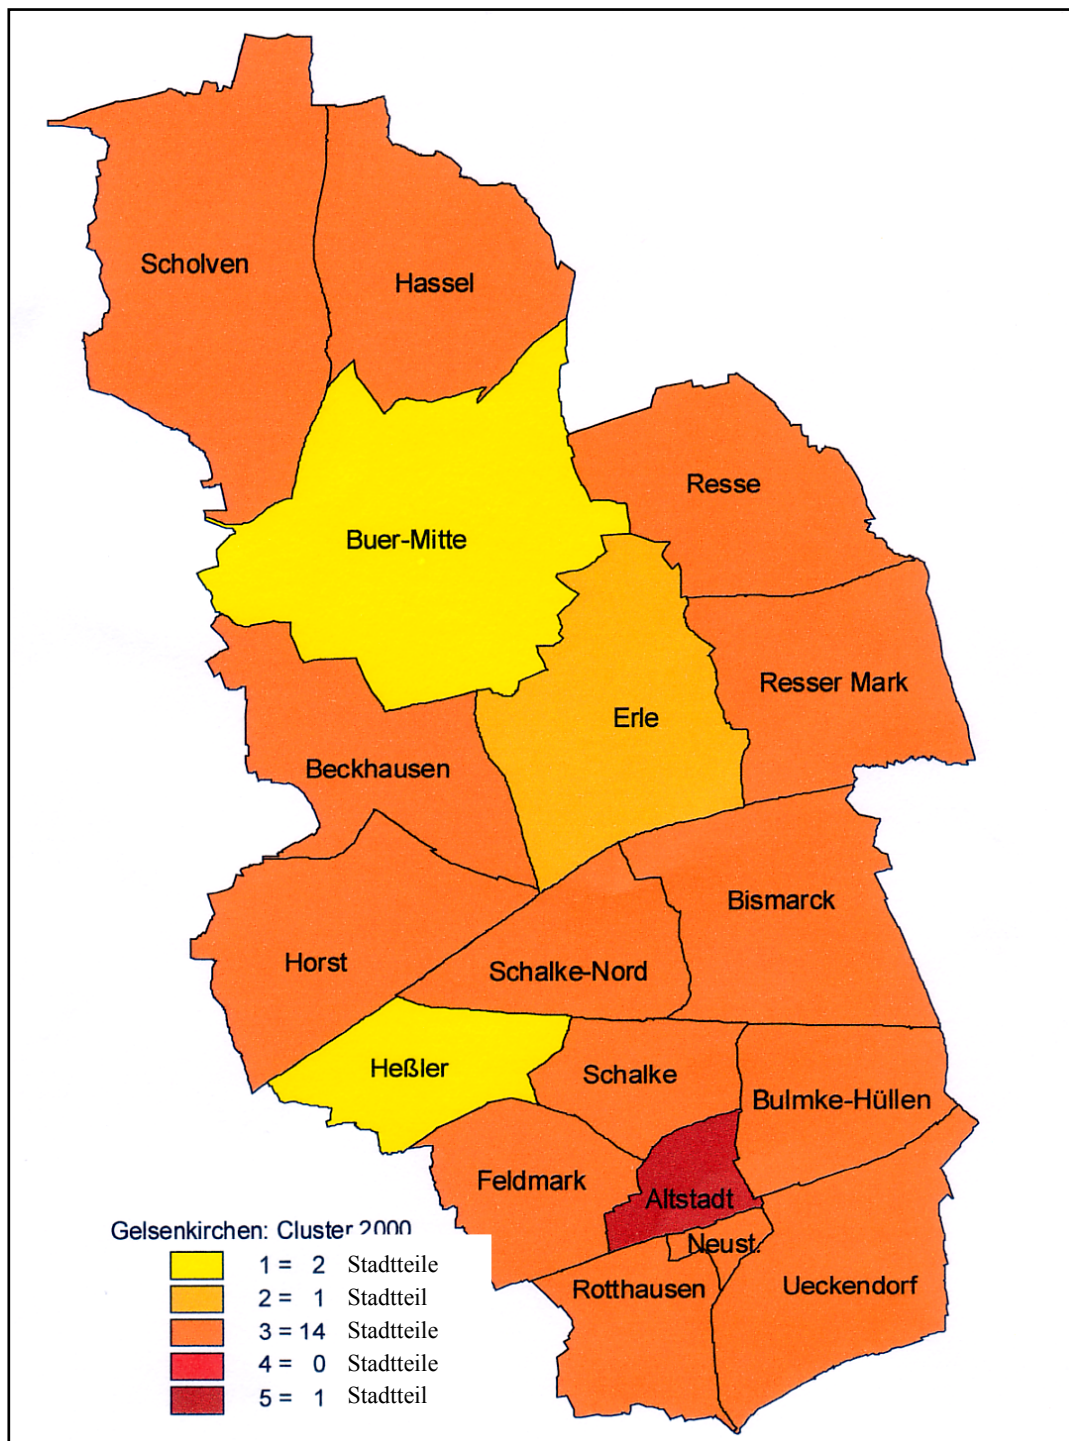 Scholven
Hassel
Resse
Buer-Mitte
Resser Mark
Erle
Beckhausen
Bismarck
Horst
Schalke-Nord
Heßler
Schalke
Bulmke-Hüllen
Feldmark
Altstadt
Neust.
Rotthausen
Ueckendorf
Gelsenkirchen: Cluster 2000
1 = 2 Stadtteile
2 = 1 Stadtteil
3 = 14 Stadtteile
4 = 0 Stadtteile
5 = 1 Stadtteil